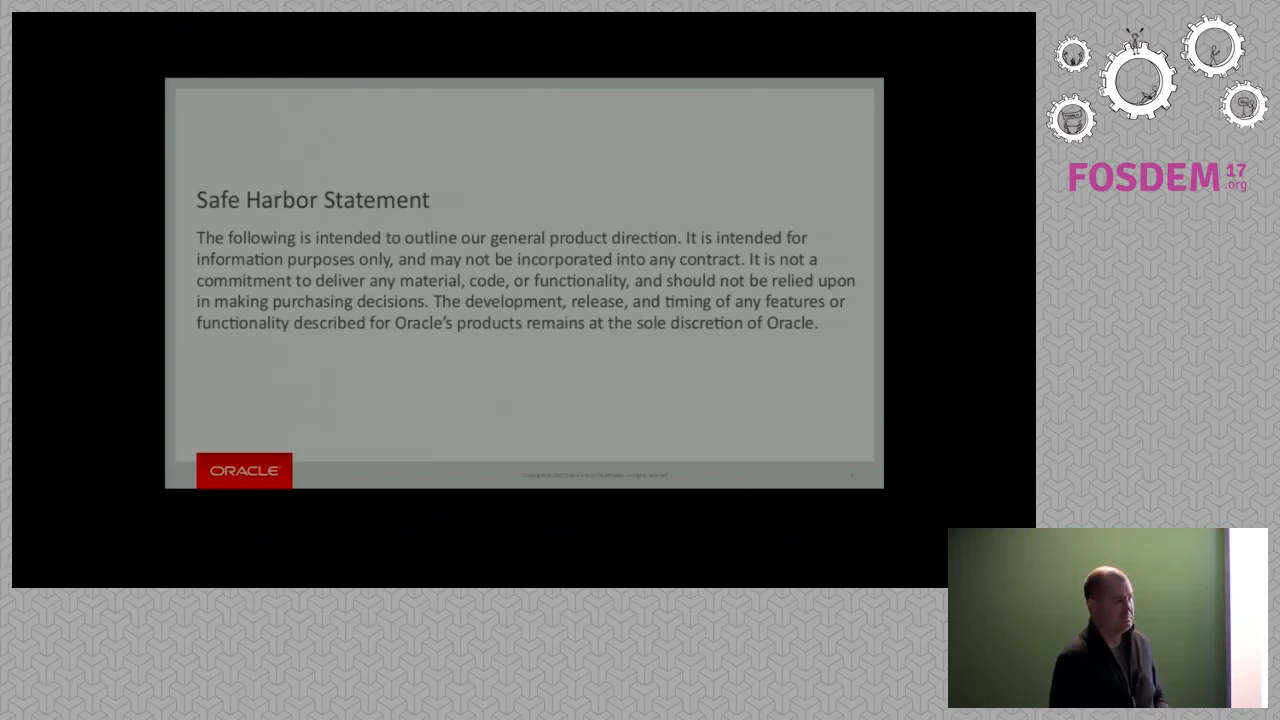 Safe Harbor Statement
The following is intended to outline our general product direction. It is intended for
information purposes only, and may not be incorporated into any contract. It is not a
commitment to deliver any material, code, or functionality, and should not be relied upon
in making purchasing decisions. The development, release, and timing of any features or
functionality described for Oracle’s products remains at the sole discretion of Oracle.
ORACLE
FOSDEM 17
.org